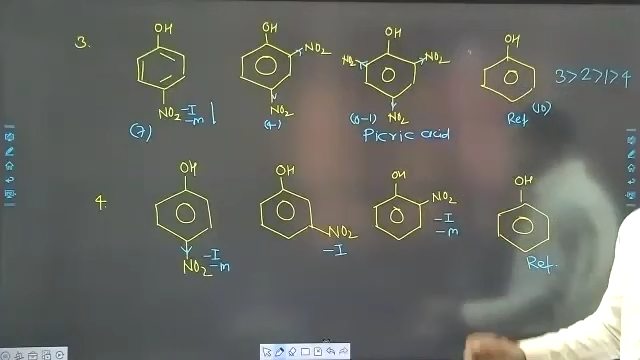 3.
OH
NO2
-I
-m
(7)
OH
NO2
NO2
(4)
OH
NO2
NO2
NO2
(0-1)
Picric acid
OH
Ref
(10)
3>2>1>4
4.
OH
NO2
-I
-m
OH
NO2
-I
OH
NO2
-I
-m
OH
Ref.